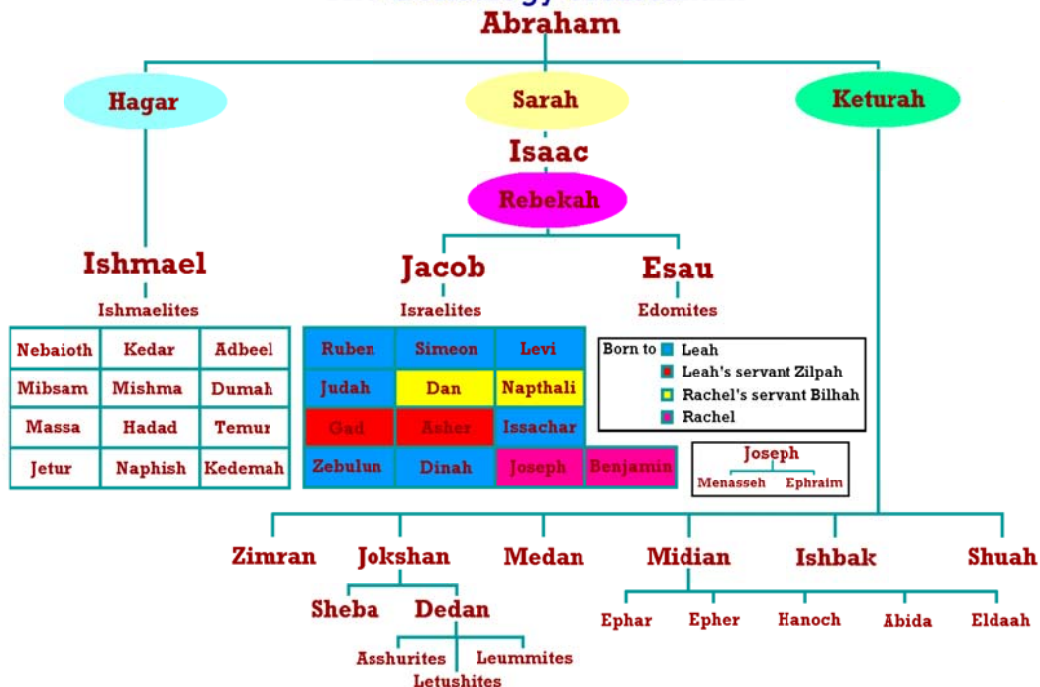 Abraham
Hagar Sarah Keturah
Isaac
Rebekah
Ishmael Jacob Esau
Ishmaelites Israelites Edomites
Nebaioth Kedar Adbeel
Mibsam Mishma Dumah
Massa Hadad Temur
Jetur Naphish Kedemah
Ruben Simeon Levi
Judah Dan Napthali
Gad Asher Issachar
Zebulun Dinah Joseph Benjamin
Born to Leah
Leah's servant Zilpah
Rachel's servant Bilhah
Rachel
Joseph
Menasseh Ephraim
Zimran Jokshan Medan Midian Ishbak Shuah
Sheba Dedan
Ephar Epher Hanoch Abida Eldaah
Asshurites Leummites
Letushites